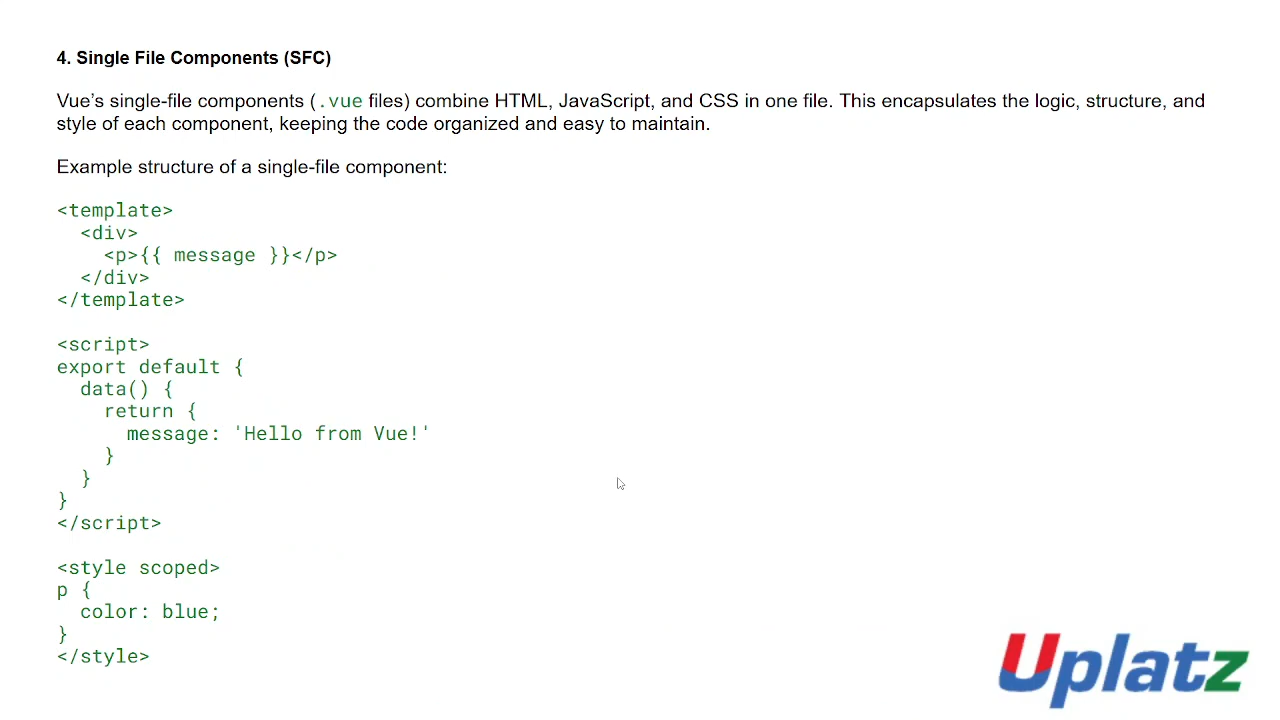 4. Single File Components (SFC)
Vue’s single-file components (.vue files) combine HTML, JavaScript, and CSS in one file. This encapsulates the logic, structure, and
style of each component, keeping the code organized and easy to maintain.
Example structure of a single-file component:
<template>
  <div>
    <p>{{ message }}</p>
  </div>
</template>
<script>
export default {
  data() {
    return {
      message: 'Hello from Vue!'
    }
  }
}
</script>
<style scoped>
p {
  color: blue;
}
</style>
Uplatz